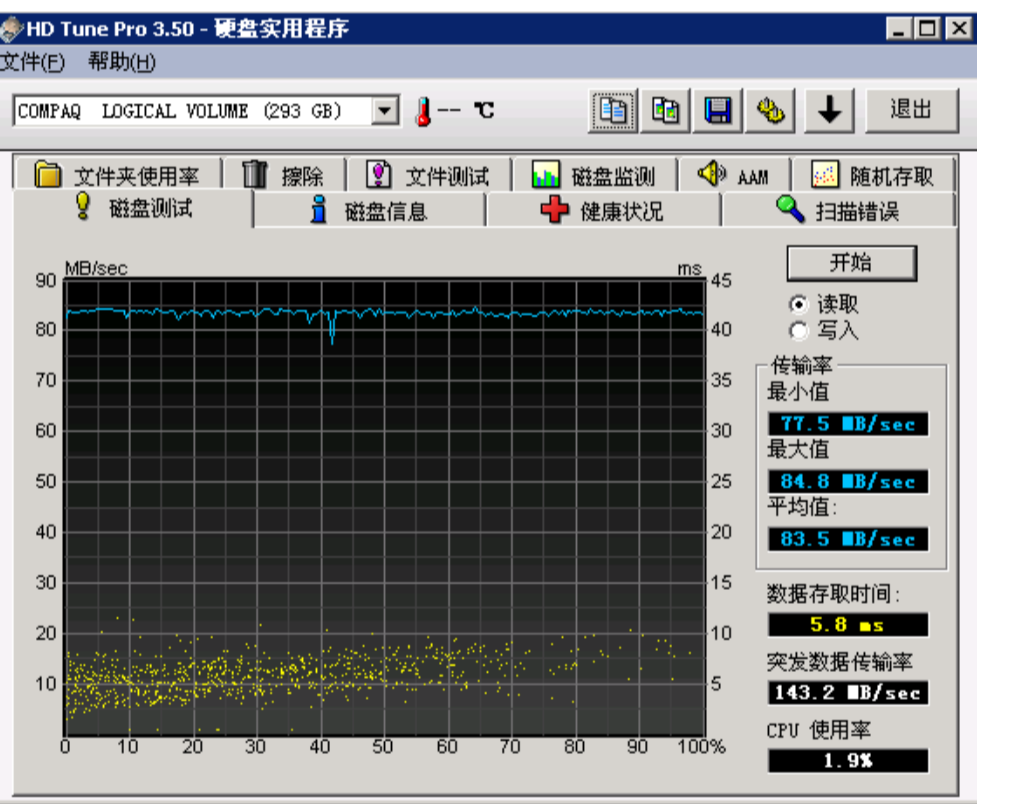 HD Tune Pro 3.50 - 硬盘实用程序
文件(F) 帮助(H)
COMPAQ LOGICAL VOLUME (293 GB) -- ℃ 退出
文件夹使用率 擦除 文件测试 磁盘监测 AAM 随机存取
磁盘测试 磁盘信息 健康状况 扫描错误
MB/sec ms
90 80 70 60 50 40 30 20 10
45 40 35 30 25 20 15 10 5
0 10 20 30 40 50 60 70 80 90 100%
开始
读取
写入
传输率
最小值
77.5 MB/sec
最大值
84.8 MB/sec
平均值:
83.5 MB/sec
数据存取时间:
5.8 ms
突发数据传输率
143.2 MB/sec
CPU 使用率
1.9%